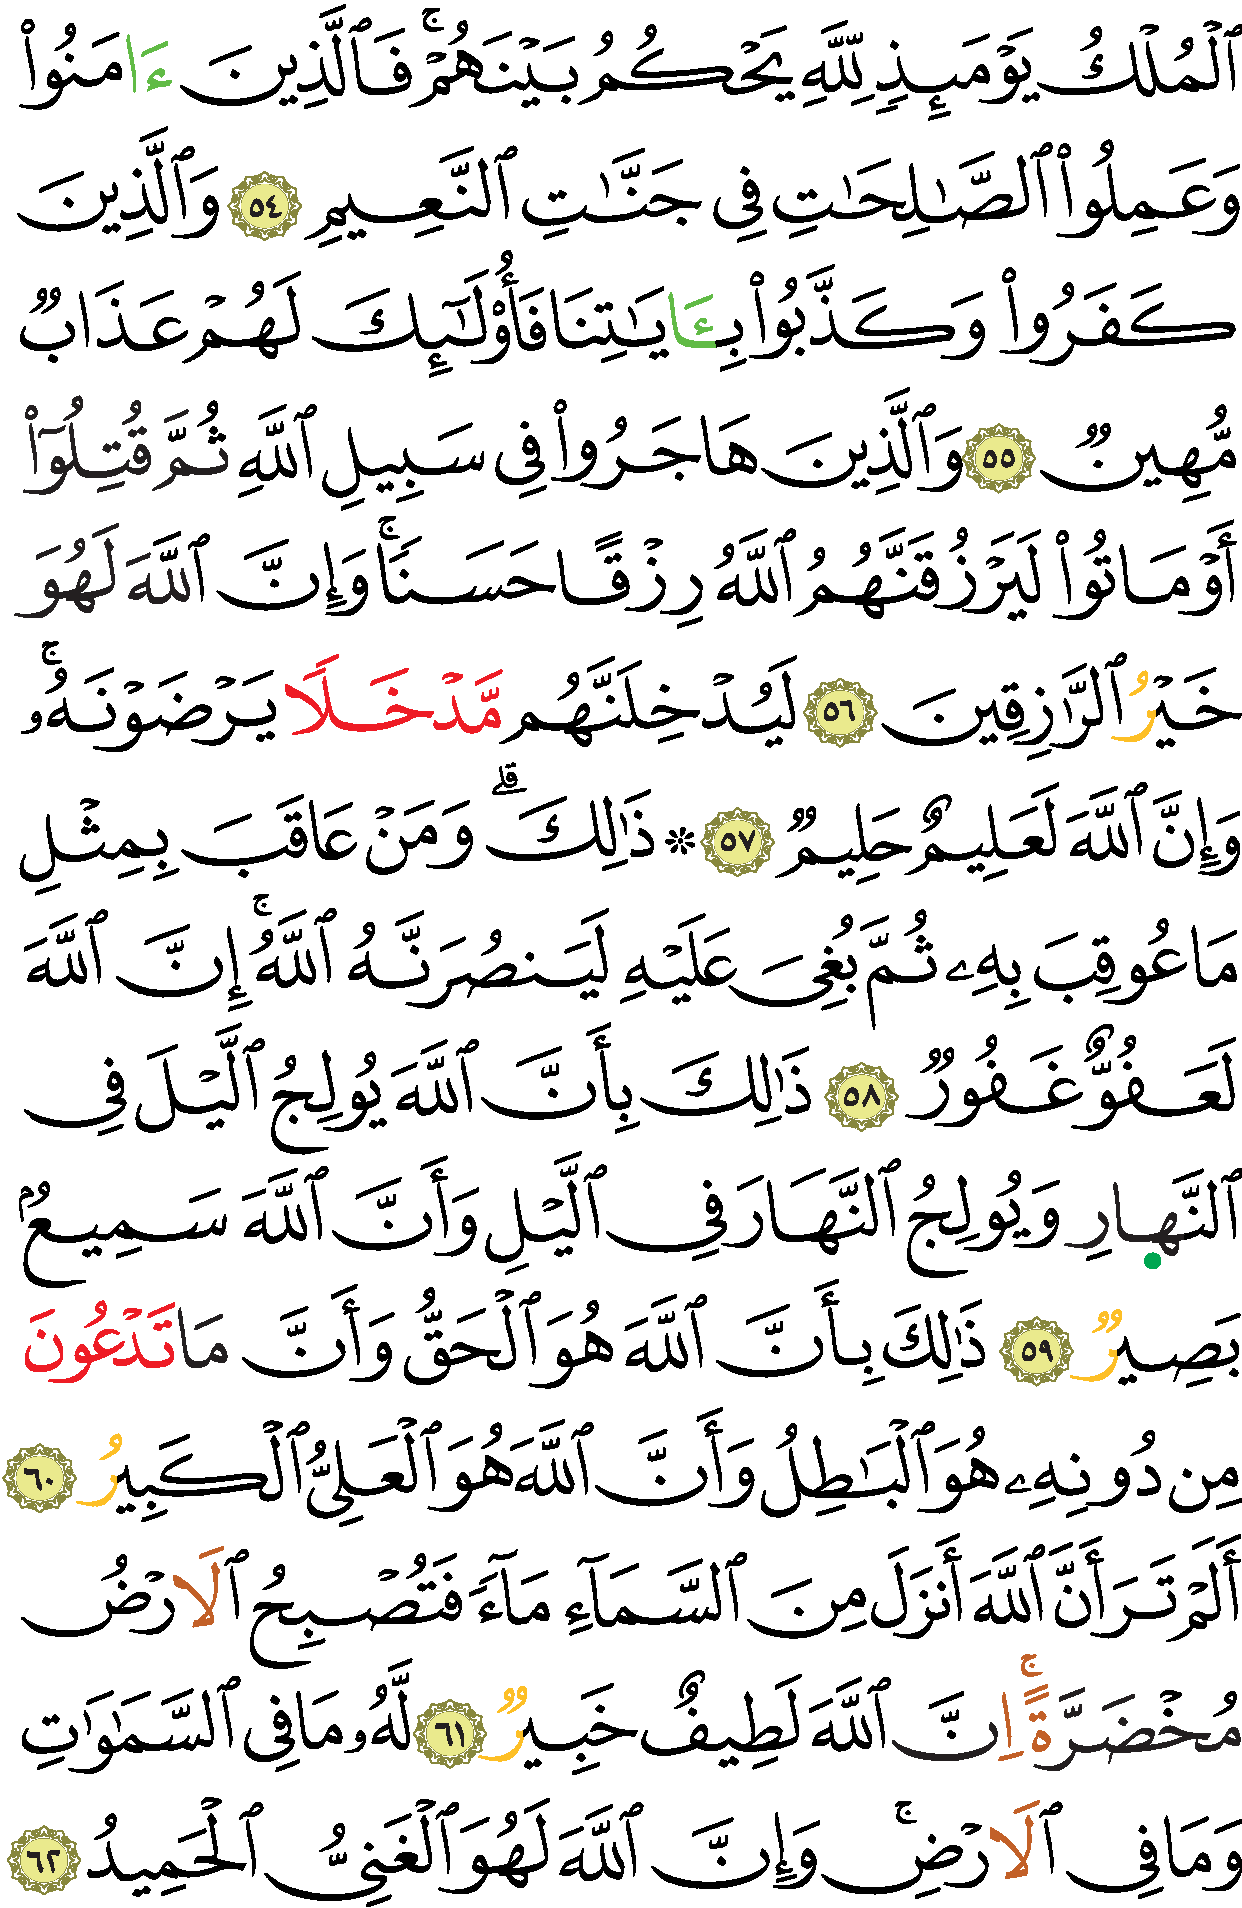 ٱلْمُلْكُ يَوْمَئِذٍ لِّلَّهِ يَحْكُمُ بَيْنَهُمْۚ فَٱلَّذِينَ ءَامَنُواْ
وَعَمِلُواْ ٱلصَّٰلِحَٰتِ فِى جَنَّٰتِ ٱلنَّعِيمِ ٥٤ وَٱلَّذِينَ
كَفَرُواْ وَكَذَّبُواْ بِـَٔايَٰتِنَا فَأُوْلَٰٓئِكَ لَهُمْ عَذَابٌ
مُّهِينٌ ٥٥ وَٱلَّذِينَ هَاجَرُواْ فِى سَبِيلِ ٱللَّهِ ثُمَّ قُتِلُوٓاْ
أَوْ مَاتُواْ لَيَرْزُقَنَّهُمُ ٱللَّهُ رِزْقًا حَسَنًاۚ وَإِنَّ ٱللَّهَ لَهُوَ
خَيْرُ ٱلرَّٰزِقِينَ ٥٦ لَيُدْخِلَنَّهُم مَّدْخَلًا يَرْضَوْنَهُۥۚ
وَإِنَّ ٱللَّهَ لَعَلِيمٌ حَلِيمٌ ٥٧ ۞ ذَٰلِكَۖ وَمَنْ عَاقَبَ بِمِثْلِ
مَا عُوقِبَ بِهِۦ ثُمَّ بُغِىَ عَلَيْهِ لَيَنصُرَنَّهُ ٱللَّهُۚ إِنَّ ٱللَّهَ
لَعَفُوٌّ غَفُورٌ ٥٨ ذَٰلِكَ بِأَنَّ ٱللَّهَ يُولِجُ ٱلَّيْلَ فِى
ٱلنَّهارِ وَيُولِجُ ٱلنَّهَارَ فِى ٱلَّيْلِ وَأَنَّ ٱللَّهَ سَمِيعٌۢ
بَصِيرٌ ٥٩ ذَٰلِكَ بِأَنَّ ٱللَّهَ هُوَ ٱلْحَقُّ وَأَنَّ مَا تَدْعُونَ
مِن دُونِهِۦ هُوَ ٱلْبَٰطِلُ وَأَنَّ ٱللَّهَ هُوَ ٱلْعَلِىُّ ٱلْكَبِيرُ ٦٠
أَلَمْ تَرَ أَنَّ ٱللَّهَ أَنزَلَ مِنَ ٱلسَّمَآءِ مَآءً فَتُصْبِحُ ٱلَارْضُ
مُخْضَرَّةًۚ اِنَّ ٱللَّهَ لَطِيفٌ خَبِيرٌ ٦١ لَّهُۥ مَا فِى ٱلسَّمَٰوَٰتِ
وَمَا فِى ٱلَارْضِۚ وَإِنَّ ٱللَّهَ لَهُوَ ٱلْغَنِىُّ ٱلْحَمِيدُ ٦٢